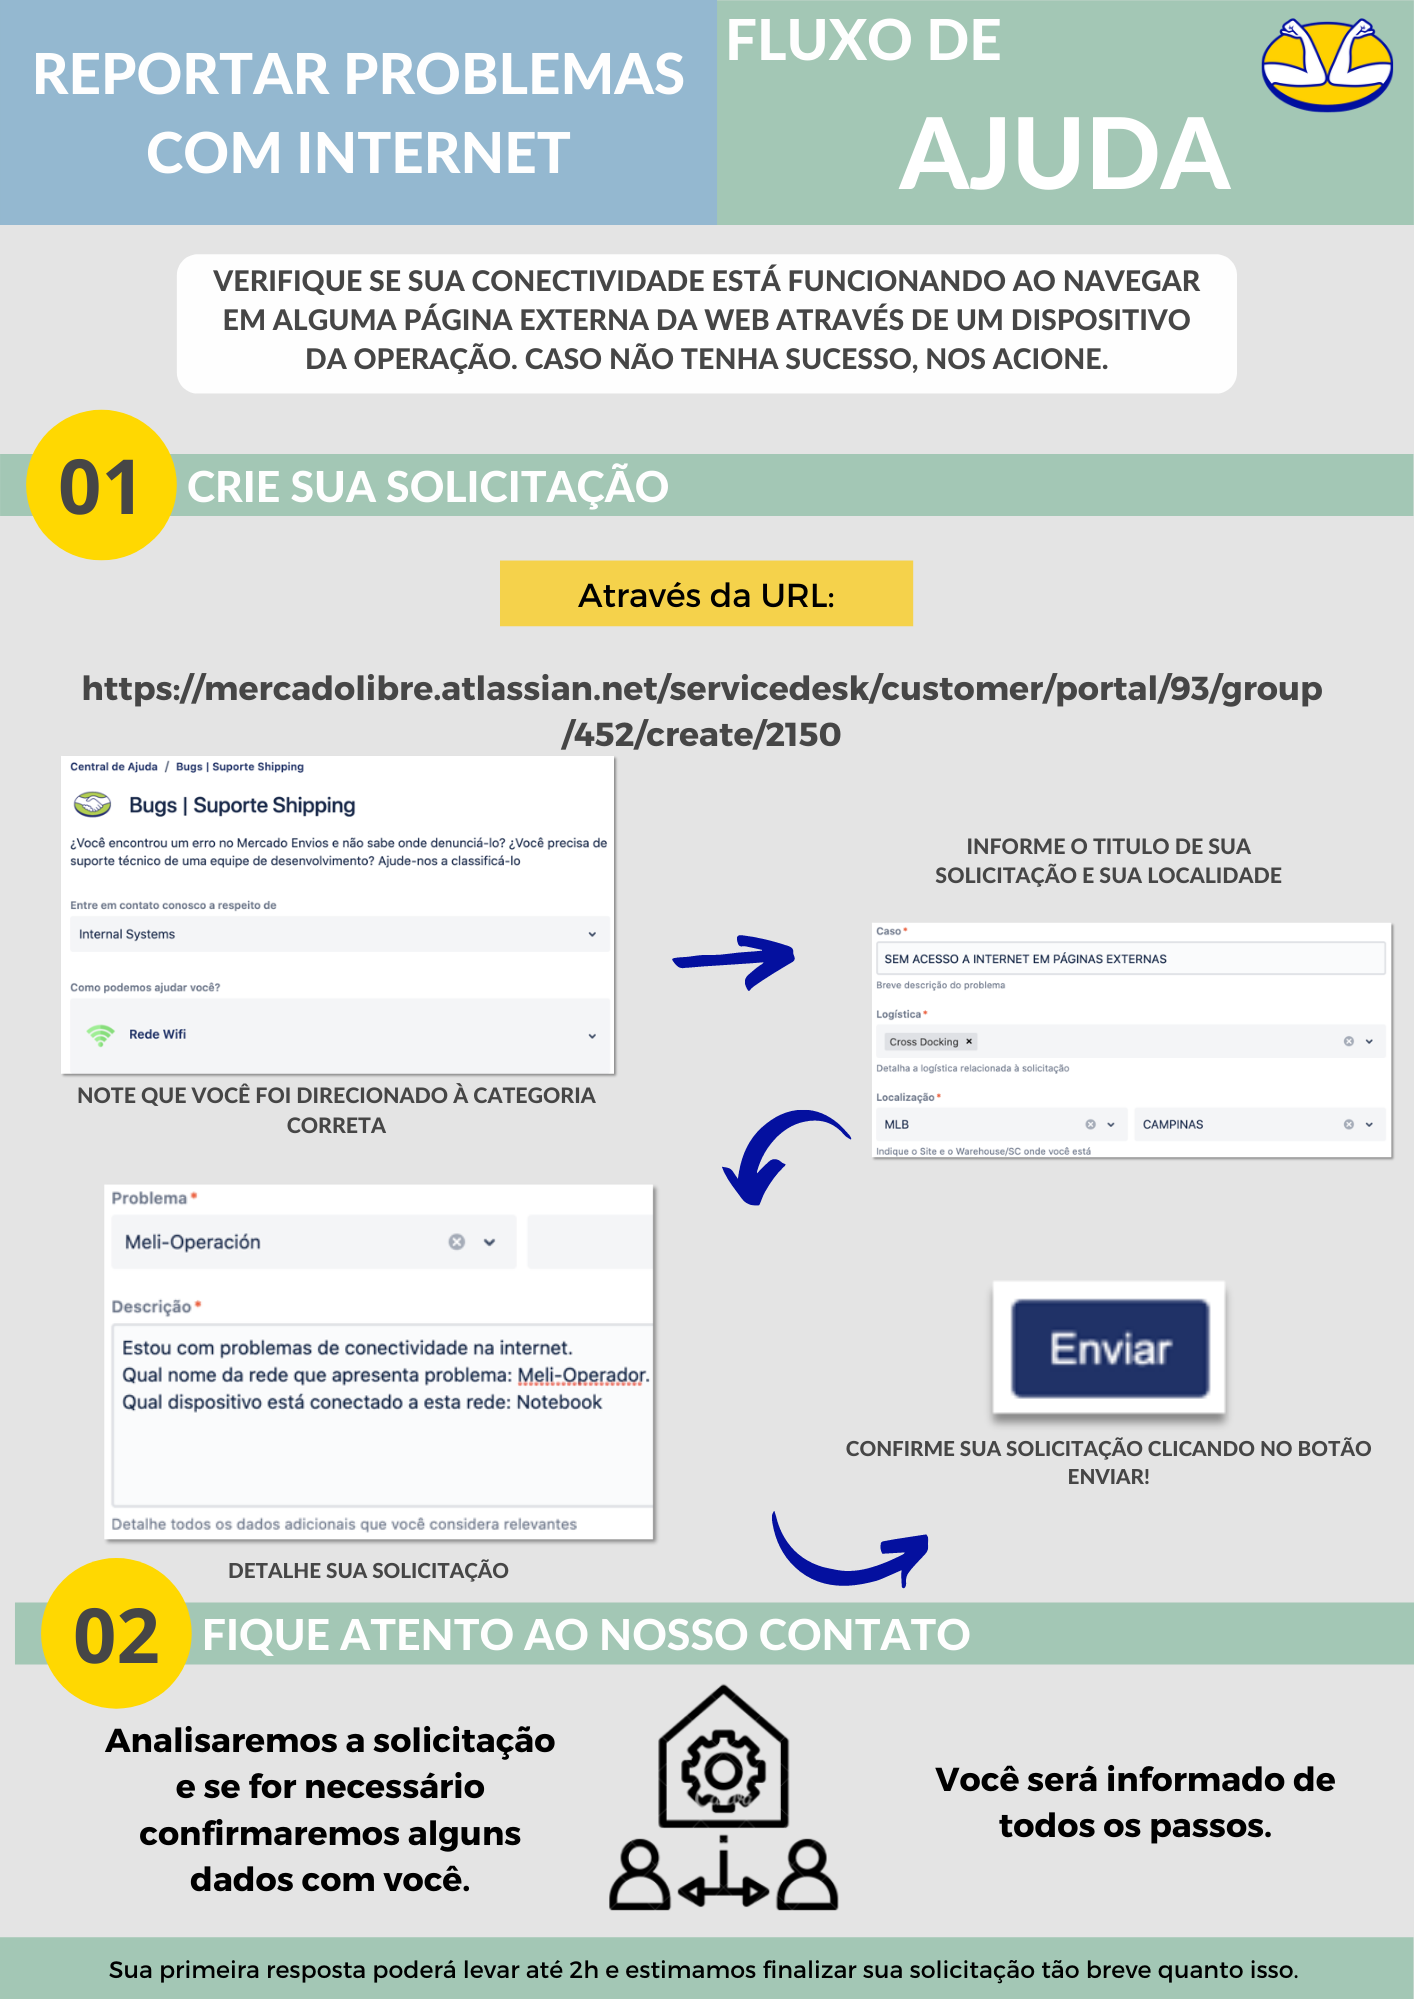 REPORTAR PROBLEMAS
COM INTERNET
FLUXO DE
AJUDA
VERIFIQUE SE SUA CONECTIVIDADE ESTÁ FUNCIONANDO AO NAVEGAR
EM ALGUMA PÁGINA EXTERNA DA WEB ATRAVÉS DE UM DISPOSITIVO
DA OPERAÇÃO. CASO NÃO TENHA SUCESSO, NOS ACIONE.
01
CRIE SUA SOLICITAÇÃO
Através da URL:
https://mercadolibre.atlassian.net/servicedesk/customer/portal/93/group
/452/create/2150
Central de Ajuda / Bugs | Suporte Shipping
Bugs | Suporte Shipping
¿Você encontrou um erro no Mercado Envios e não sabe onde denunciá-lo? ¿Você precisa de
suporte técnico de uma equipe de desenvolvimento? Ajude-nos a classificá-lo
Entre em contato conosco a respeito de
Internal Systems
Como podemos ajudar você?
Rede Wifi
NOTE QUE VOCÊ FOI DIRECIONADO À CATEGORIA
CORRETA
INFORME O TITULO DE SUA
SOLICITAÇÃO E SUA LOCALIDADE
Caso *
SEM ACESSO A INTERNET EM PÁGINAS EXTERNAS
Breve descrição do problema
Logística *
Cross Docking ×
Detalha a logística relacionada à solicitação
Localização *
MLB
CAMPINAS
Indique o Site e o Warehouse/SC onde você está
Problema *
Meli-Operación
Descrição *
Estou com problemas de conectividade na internet.
Qual nome da rede que apresenta problema: Meli-Operador.
Qual dispositivo está conectado a esta rede: Notebook
Detalhe todos os dados adicionais que você considera relevantes
DETALHE SUA SOLICITAÇÃO
Enviar
CONFIRME SUA SOLICITAÇÃO CLICANDO NO BOTÃO
ENVIAR!
02
FIQUE ATENTO AO NOSSO CONTATO
Analisaremos a solicitação
e se for necessário
confirmaremos alguns
dados com você.
Você será informado de
todos os passos.
Sua primeira resposta poderá levar até 2h e estimamos finalizar sua solicitação tão breve quanto isso.